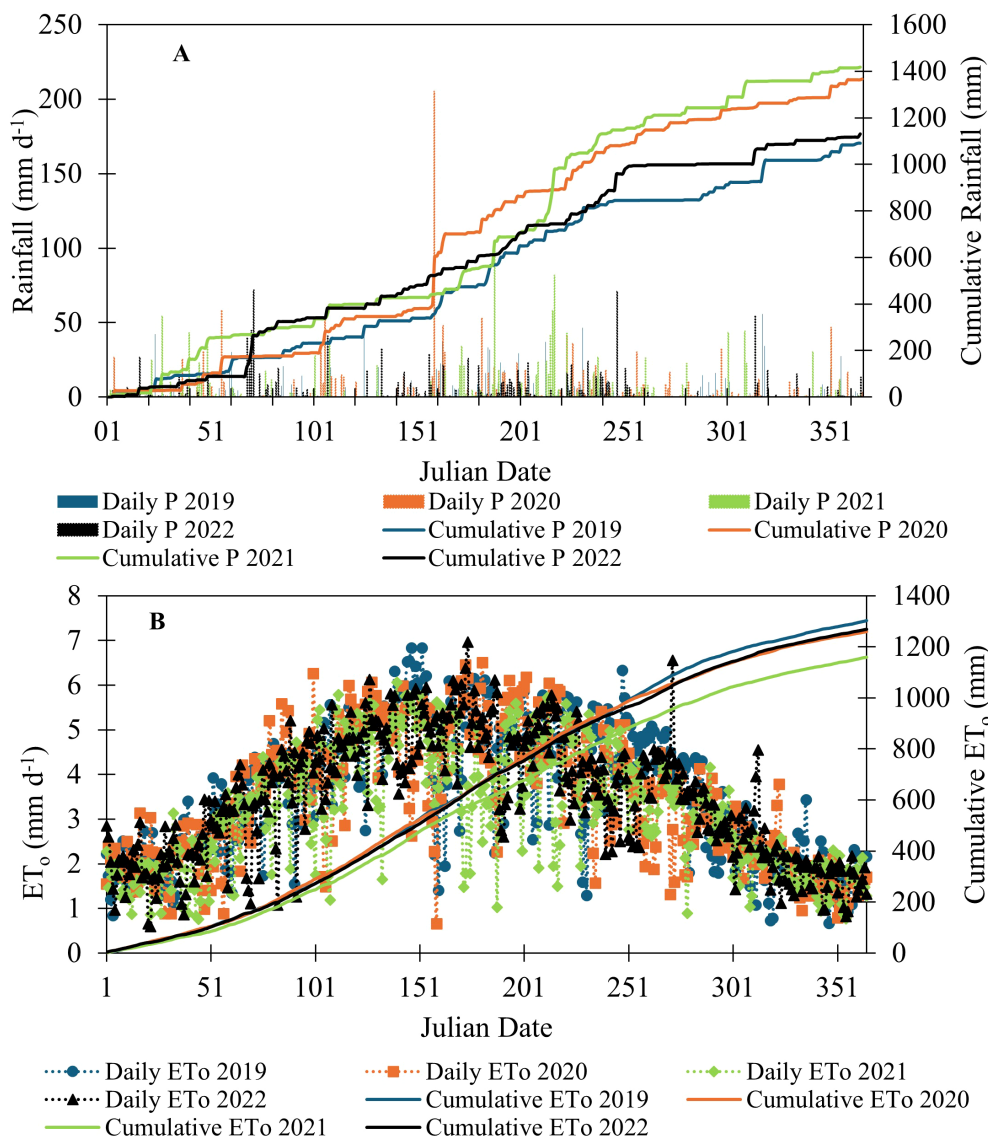 A
250
200
150
100
50
0
Rainfall (mm d-1)
1600
1400
1200
1000
800
600
400
200
0
Cumulative Rainfall (mm)
01 51 101 151 201 251 301 351
Julian Date
Daily P 2019 Daily P 2020 Daily P 2021
Daily P 2022 Cumulative P 2019 Cumulative P 2020
Cumulative P 2021 Cumulative P 2022
B
8
7
6
5
4
3
2
1
0
ETo (mm d-1)
1400
1200
1000
800
600
400
200
0
Cumulative ETo (mm)
1 51 101 151 201 251 301 351
Julian Date
Daily ETo 2019 Daily ETo 2020 Daily ETo 2021
Daily ETo 2022 Cumulative ETo 2019 Cumulative ETo 2020
Cumulative ETo 2021 Cumulative ETo 2022